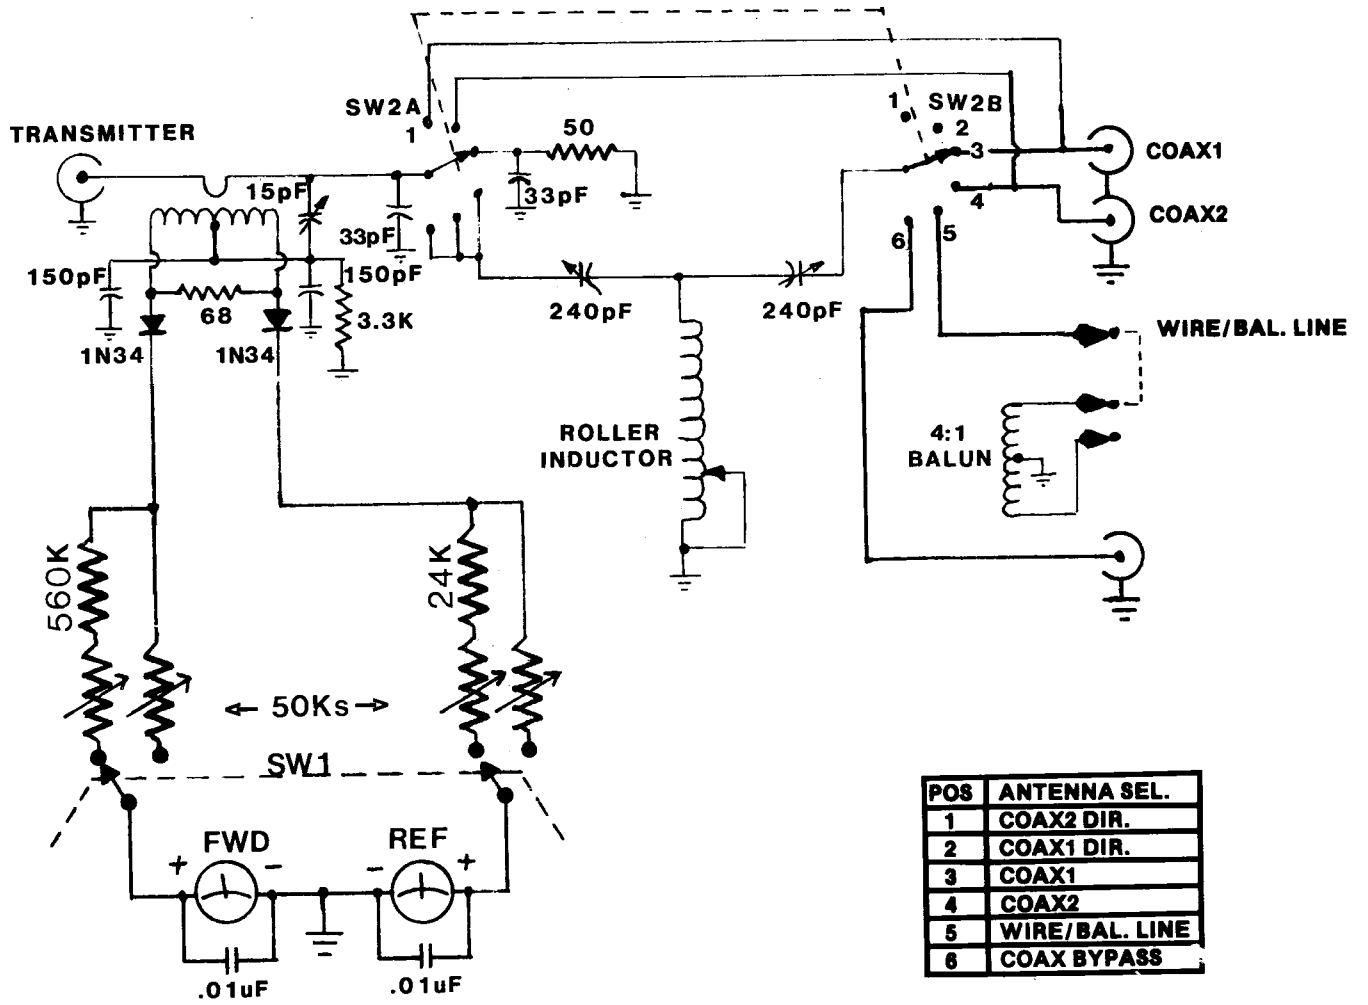 SW2A
1
TRANSMITTER
50
1
SW2B
2
3
COAX1
15pF
33pF
4
COAX2
33pF
6
5
150pF
150pF
68
3.3K
240pF
240pF
WIRE/BAL. LINE
1N34
1N34
ROLLER
INDUCTOR
4:1
BALUN
560K
24K
50Ks
SW1
FWD
REF
+
-
-
+
.01uF
.01uF
POS ANTENNA SEL.
1 COAX2 DIR.
2 COAX1 DIR.
3 COAX1
4 COAX2
5 WIRE/BAL. LINE
6 COAX BYPASS